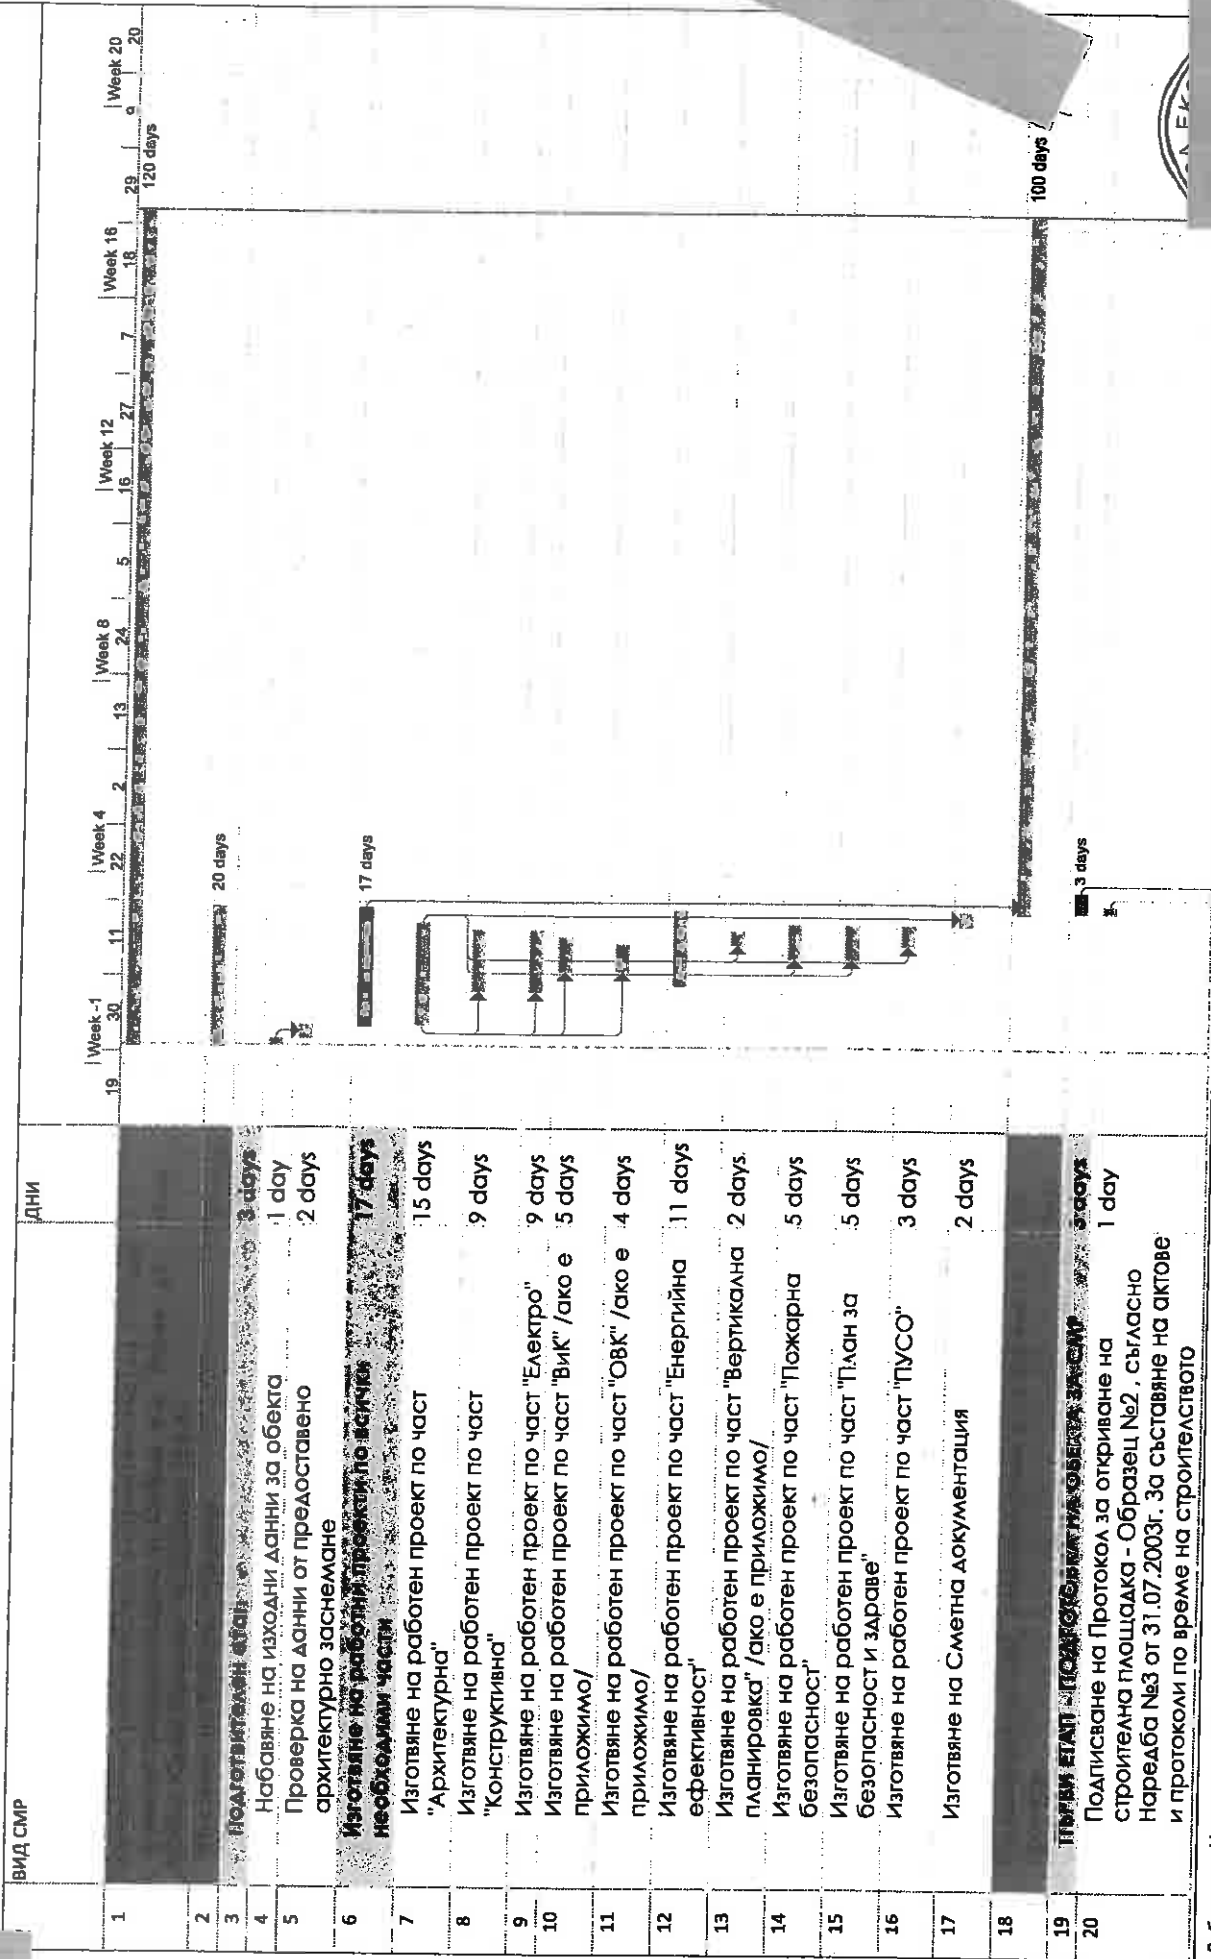 ВИД СМР
ДНИ
19
Week -1
30
11
Week 4
22
2
13
Week 8
24
5
Week 12
16
27
7
Week 16
18
29
9
Week 20
20
1
120 days
2
20 days
3
Подготвителен етап
3 days
4
Набавяне на изходни данни за обекта
1 day
5
Проверка на данни от предоставено
архитектурно заснемане
2 days
6
Изготвяне на работни проекти по всички
необходими части
17 days
17 days
7
Изготвяне на работен проект по част
"Архитектурна"
15 days
8
Изготвяне на работен проект по част
"Конструктивна"
9 days
9
Изготвяне на работен проект по част "Електро"
9 days
10
Изготвяне на работен проект по част "ВиК" /ако е
приложимо/
5 days
11
Изготвяне на работен проект по част "ОВК" /ако е
приложимо/
4 days
12
Изготвяне на работен проект по част "Енергийна
ефективност"
11 days
13
Изготвяне на работен проект по част "Вертикална
планировка" /ако е приложимо/
2 days
14
Изготвяне на работен проект по част "Пожарна
безопасност"
5 days
15
Изготвяне на работен проект по част "План за
безопасност и здраве"
5 days
16
Изготвяне на работен проект по част "ПУСО"
3 days
17
Изготвяне на Сметна документация
2 days
18
100 days
19
ПЪРВИ ЕТАП - ПОДГОТОВКА НА ОБЕКТА ЗА СМР
3 days
3 days
20
Подписване на Протокол за откриване на
строителна площадка - Образец №2 , съгласно
Наредба №3 от 31.07.2003г. За съставяне на актове
и протоколи по време на строителството
1 day